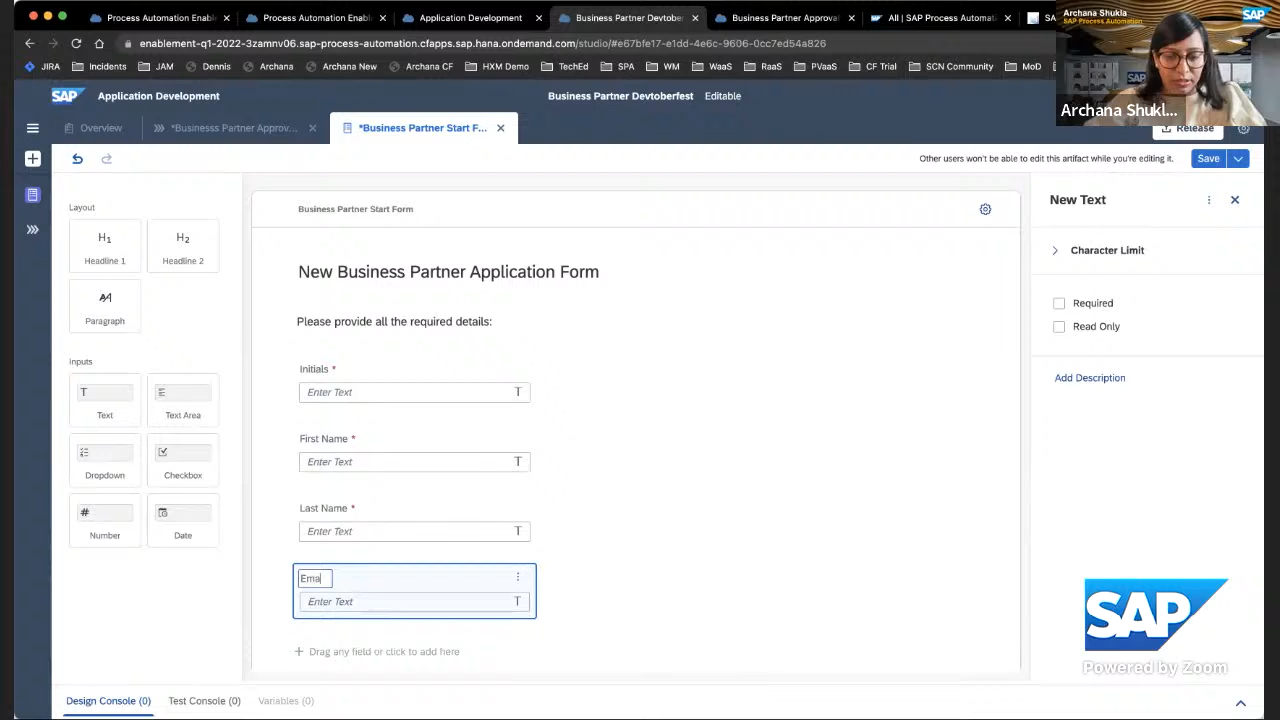 Process Automation Enable
Process Automation Enable
Application Development
Business Partner Devtober
Business Partner Approval
All | SAP Process Automat
SA
enablement-q1-2022-3zamnv06.sap-process-automation.cfapps.sap.hana.ondemand.com/studio/#e67bfe17-e1dd-4e6c-9606-0cc7ed54a826
JIRA
Incidents
JAM
Dennis
Archana
Archana New
Archana CF
HXM Demo
TechEd
SPA
WM
WaaS
RaaS
PVaaS
CF Trial
SCN Community
MoD
Archana Shukla
SAP Process Automation
SAP
SAP
Archana Shukl...
SAP
Application Development
Business Partner Devtoberfest
Editable
Overview
*Businesss Partner Approv...
*Business Partner Start F...
Release
Other users won't be able to edit this artifact while you're editing it.
Save
Layout
H1
Headline 1
H2
Headline 2
Paragraph
Inputs
T
Text
Text Area
Dropdown
Checkbox
#
Number
Date
Business Partner Start Form
New Business Partner Application Form
Please provide all the required details:
Initials *
Enter Text T
First Name *
Enter Text T
Last Name *
Enter Text T
Ema
Enter Text T
+ Drag any field or click to add here
New Text
Character Limit
Required
Read Only
Add Description
SAP
Powered by Zoom
Design Console (0)
Test Console (0)
Variables (0)